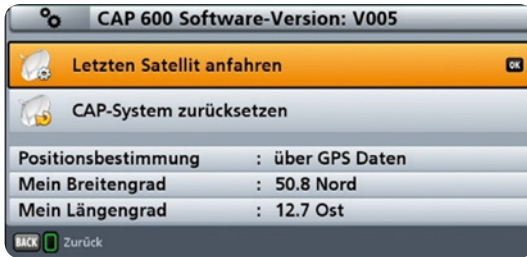 CAP 600 Software-Version: V005
Letzten Satellit anfahren OK
CAP-System zurücksetzen
Positionsbestimmung : über GPS Daten
Mein Breitengrad : 50.8 Nord
Mein Längengrad : 12.7 Ost
BACK Zurück